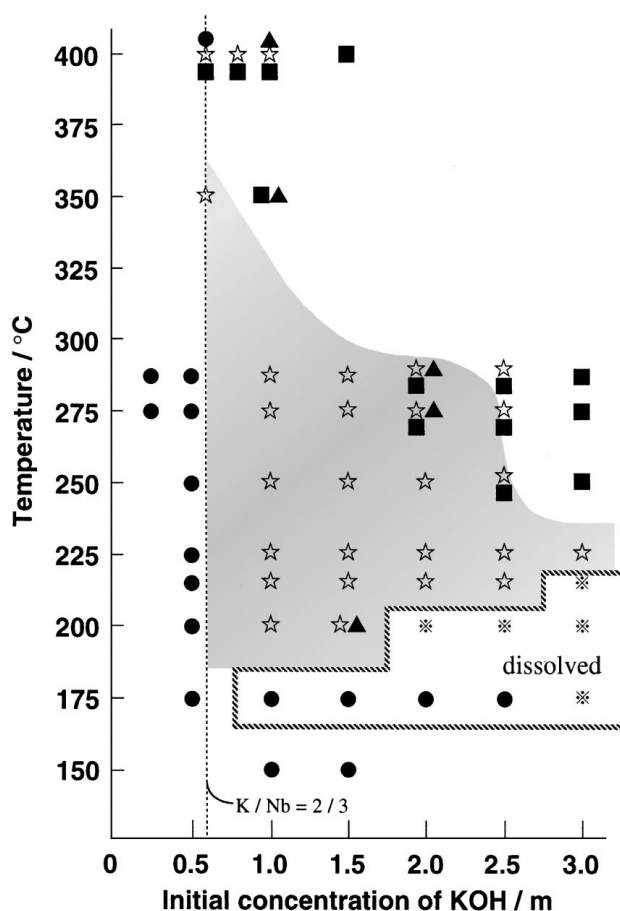 400
375
350
325
300
275
250
225
200
175
150
Temperature / °C
dissolved
K / Nb = 2 / 3
0 0.5 1.0 1.5 2.0 2.5 3.0
Initial concentration of KOH / m